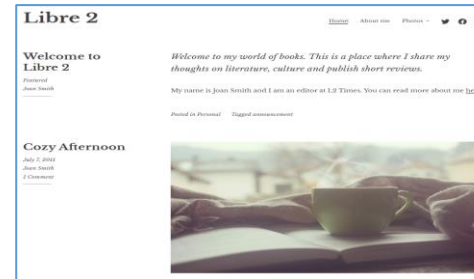 Libre 2
Home About me Photos
Welcome to
Libre 2
Featured
Joan Smith
Welcome to my world of books. This is a place where I share my
thoughts on literature, culture and publish short reviews.
My name is Joan Smith and I am an editor at L2 Times. You can read more about me he
Posted in Personal Tagged announcement
Cozy Afternoon
July 7, 2015
Joan Smith
1 Comment